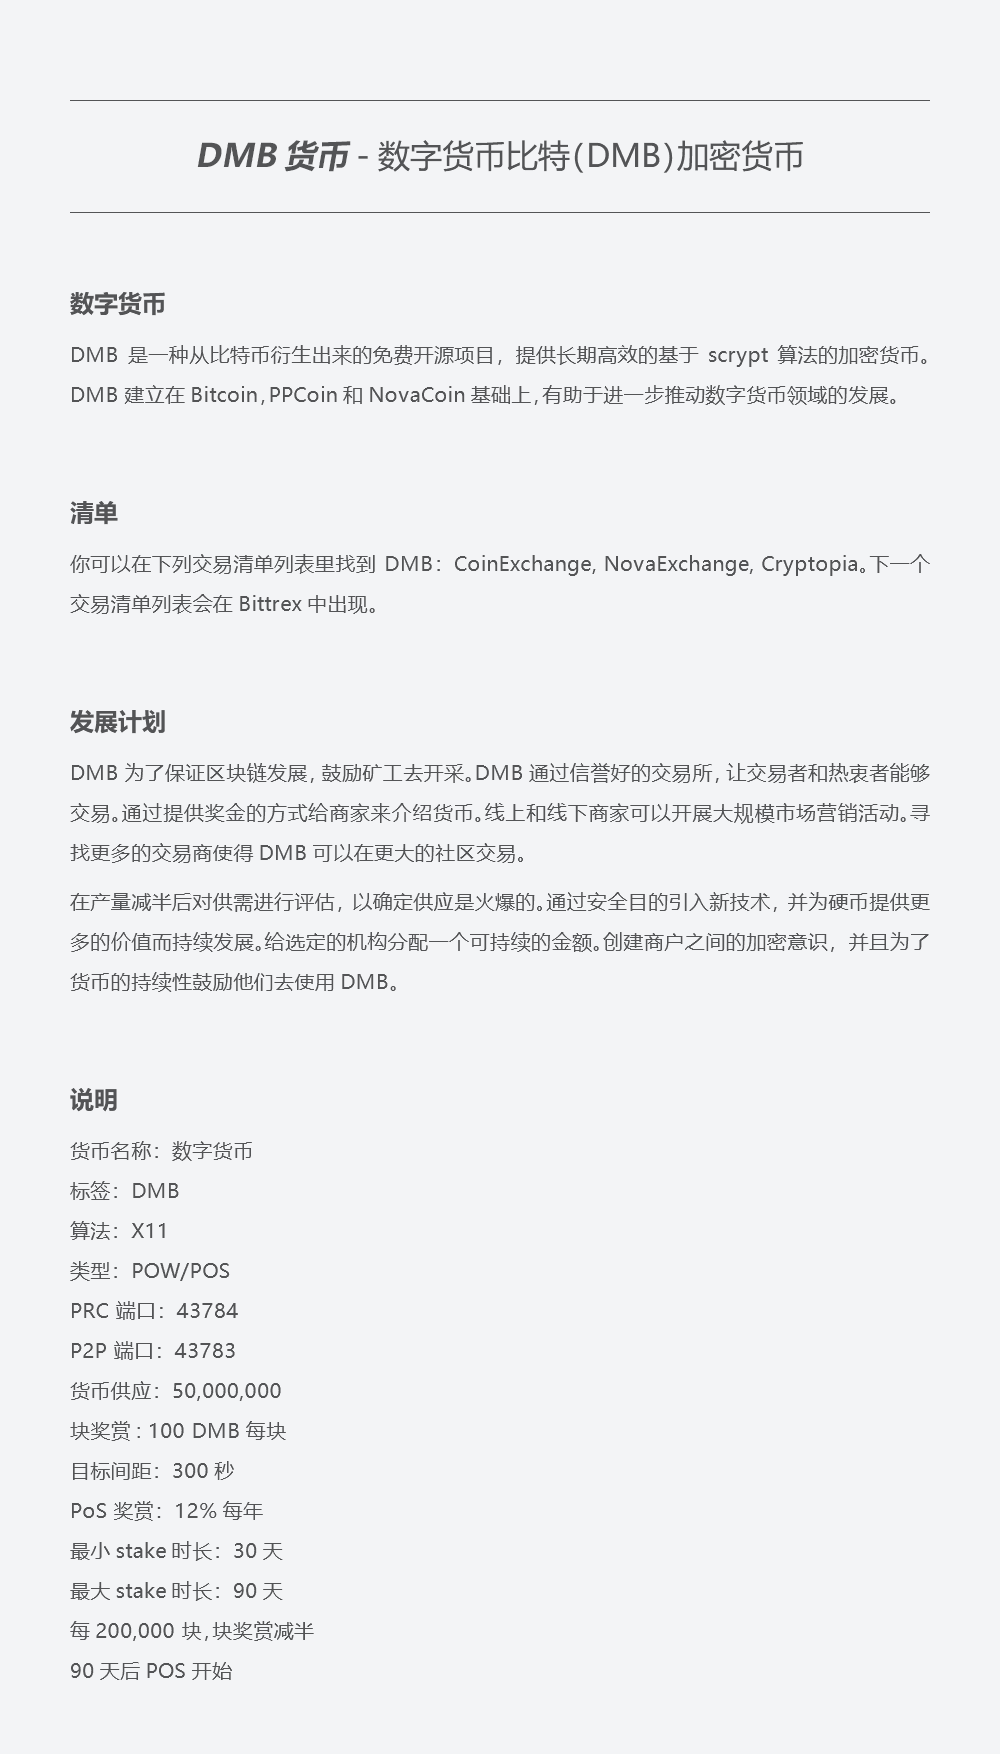 DMB 货币 - 数字货币比特(DMB)加密货币
数字货币
DMB 是一种从比特币衍生出来的免费开源项目，提供长期高效的基于 scrypt 算法的加密货币。
DMB 建立在 Bitcoin，PPCoin 和 NovaCoin 基础上，有助于进一步推动数字货币领域的发展。
清单
你可以在下列交易清单列表里找到 DMB：CoinExchange, NovaExchange, Cryptopia。下一个
交易清单列表会在 Bittrex 中出现。
发展计划
DMB 为了保证区块链发展，鼓励矿工去开采。DMB 通过信誉好的交易所，让交易者和热衷者能够
交易。通过提供奖金的方式给商家来介绍货币。线上和线下商家可以开展大规模市场营销活动。寻
找更多的交易商使得 DMB 可以在更大的社区交易。
在产量减半后对供需进行评估，以确定供应是火爆的。通过安全目的引入新技术，并为硬币提供更
多的价值而持续发展。给选定的机构分配一个可持续的金额。创建商户之间的加密意识，并且为了
货币的持续性鼓励他们去使用 DMB。
说明
货币名称：数字货币
标签：DMB
算法：X11
类型：POW/POS
PRC 端口：43784
P2P 端口：43783
货币供应：50,000,000
块奖赏 : 100 DMB 每块
目标间距：300 秒
PoS 奖赏：12% 每年
最小 stake 时长：30 天
最大 stake 时长：90 天
每 200,000 块，块奖赏减半
90 天后 POS 开始